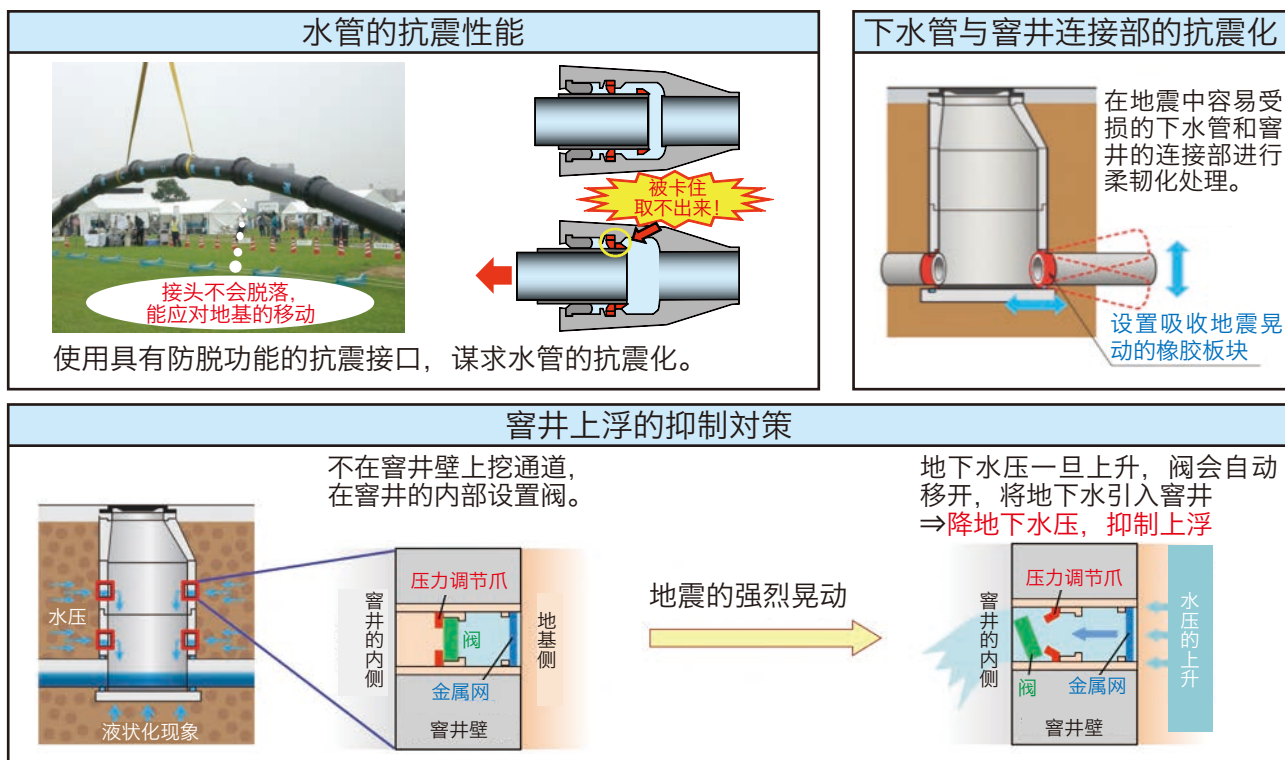 水管的抗震性能
被卡住
取不出来！
接头不会脱落，
能应对地基的移动
使用具有防脱功能的抗震接口，谋求水管的抗震化。
下水管与窨井连接部的抗震化
在地震中容易受
损的下水管和窨
井的连接部进行
柔韧化处理。
设置吸收地震晃
动的橡胶板块
窨井上浮的抑制対策
不在窨井壁上挖通道，
在窨井的内部设置阀。
水压
液状化现象
窨井的内侧
压力调节爪
阀
金属网
窨井壁
地基侧
地震的强烈晃动
地下水压一旦上升，阀会自动
移开，将地下水引入窨井
⇒降地下水压，抑制上浮
窨井的内侧
压力调节爪
阀
金属网
窨井壁
水压的上升